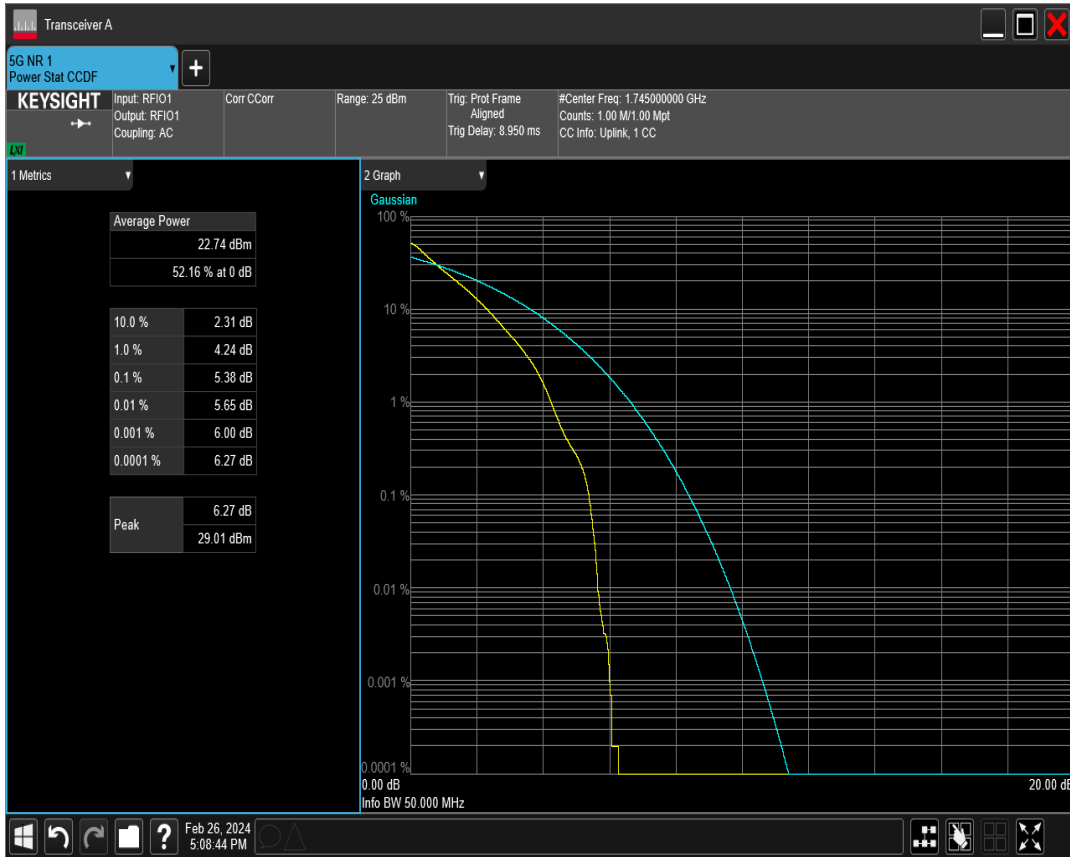 Transceiver A
5G NR 1
Power Stat CCDF
+
KEYSIGHT
LXI
Input: RFIO1
Output: RFIO1
Coupling: AC
Corr CCorr
Range: 25 dBm
Trig: Prot Frame
Aligned
Trig Delay: 8.950 ms
#Center Freq: 1.745000000 GHz
Counts: 1.00 M/1.00 Mpt
CC Info: Uplink, 1 CC
1 Metrics
Average Power
22.74 dBm
52.16 % at 0 dB
10.0 % 2.31 dB
1.0 % 4.24 dB
0.1 % 5.38 dB
0.01 % 5.65 dB
0.001 % 6.00 dB
0.0001 % 6.27 dB
Peak 6.27 dB
29.01 dBm
2 Graph
Gaussian
100 %
10 %
1 %
0.1 %
0.01 %
0.001 %
0.0001 %
0.00 dB 20.00 dB
Info BW 50.000 MHz
?
Feb 26, 2024
5:08:44 PM